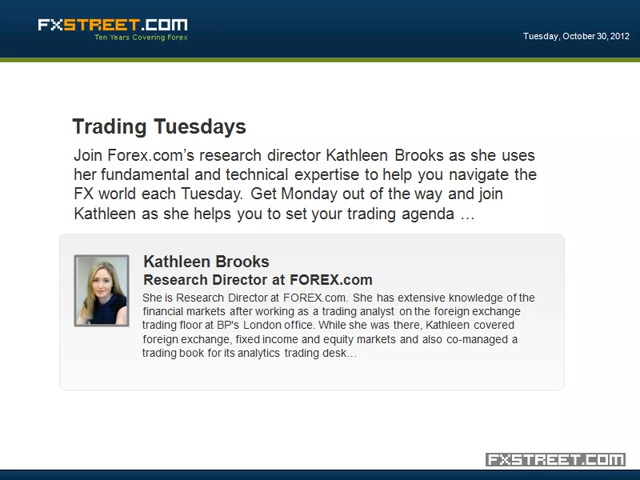 FXSTREET.COM
Ten Years Covering Forex
Tuesday, October 30, 2012
Trading Tuesdays
Join Forex.com’s research director Kathleen Brooks as she uses
her fundamental and technical expertise to help you navigate the
FX world each Tuesday. Get Monday out of the way and join
Kathleen as she helps you to set your trading agenda …
Kathleen Brooks
Research Director at FOREX.com
She is Research Director at FOREX.com. She has extensive knowledge of the
financial markets after working as a trading analyst on the foreign exchange
trading floor at BP's London office. While she was there, Kathleen covered
foreign exchange, fixed income and equity markets and also co-managed a
trading book for its analytics trading desk…
FXSTREET.COM